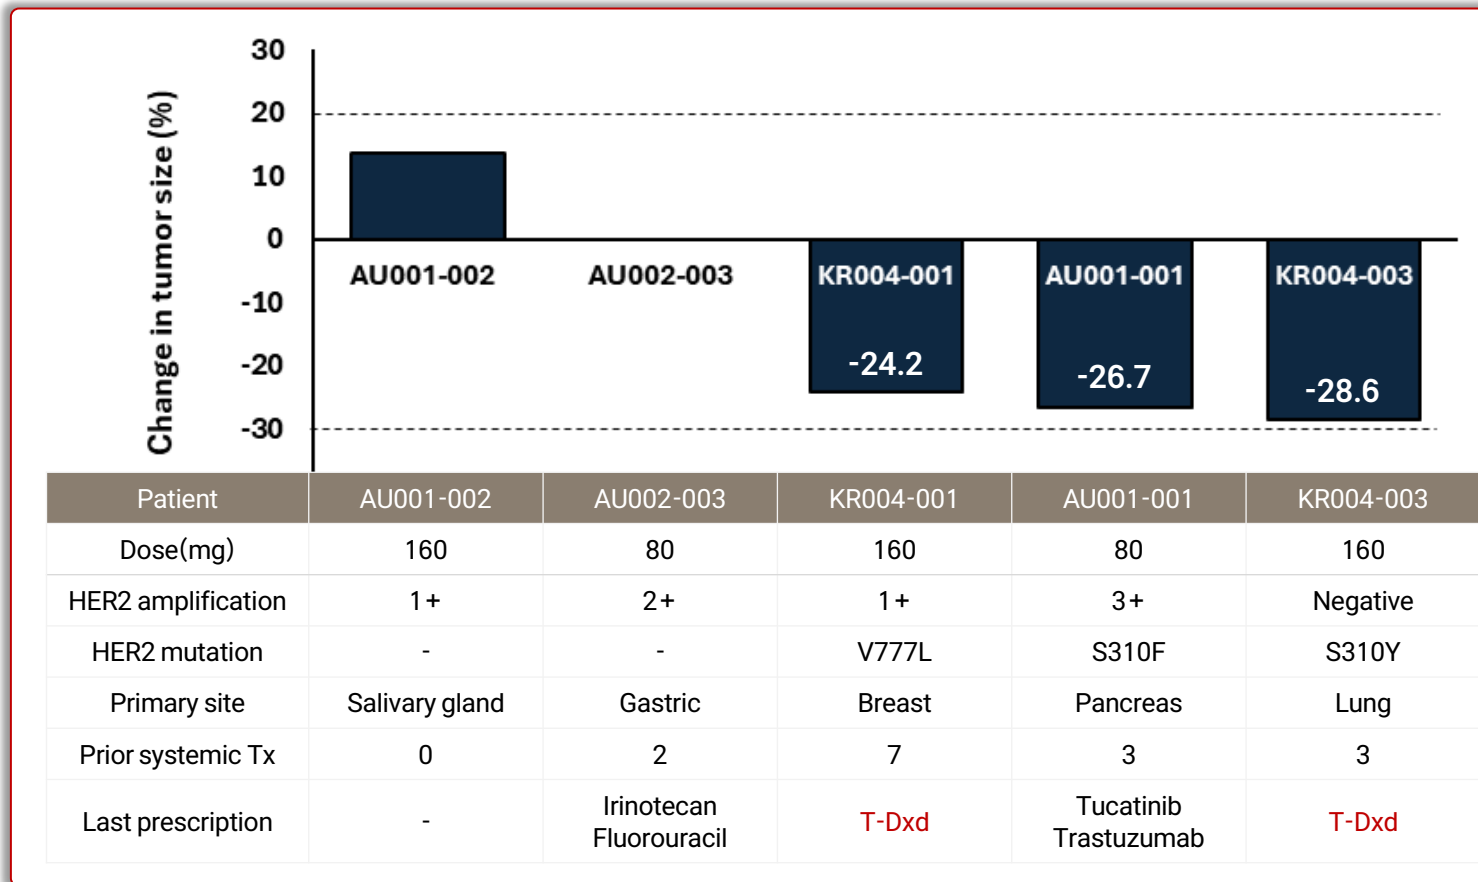 Change in tumor size (%)
30
20
10
0
-10
-20
-30
AU001-002 AU002-003 KR004-001 AU001-001 KR004-003
-24.2 -26.7 -28.6
Patient AU001-002 AU002-003 KR004-001 AU001-001 KR004-003
Dose(mg) 160 80 160 80 160
HER2 amplification 1+ 2+ 1+ 3+ Negative
HER2 mutation - - V777L S310F S310Y
Primary site Salivary gland Gastric Breast Pancreas Lung
Prior systemic Tx 0 2 7 3 3
Last prescription - Irinotecan Fluorouracil T-Dxd Tucatinib Trastuzumab T-Dxd